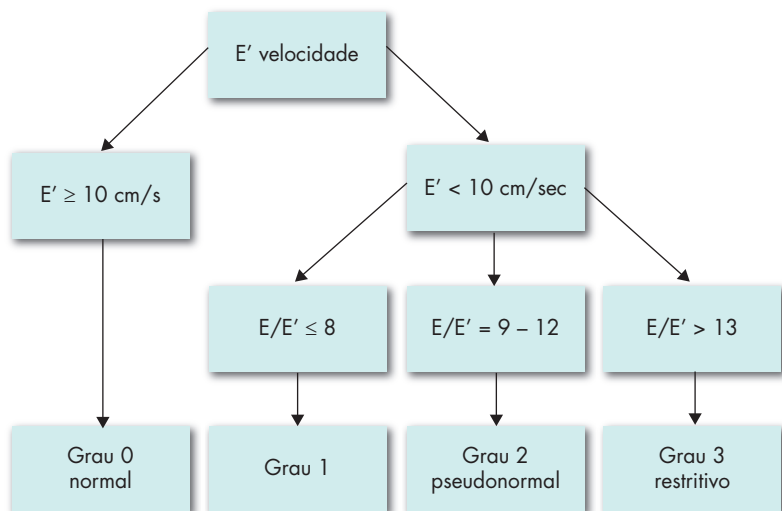 E’ velocidade
E’ ≥ 10 cm/s
E’ < 10 cm/sec
E/E’ ≤ 8
E/E’ = 9 – 12
E/E’ > 13
Grau 0
normal
Grau 1
Grau 2
pseudonormal
Grau 3
restritivo